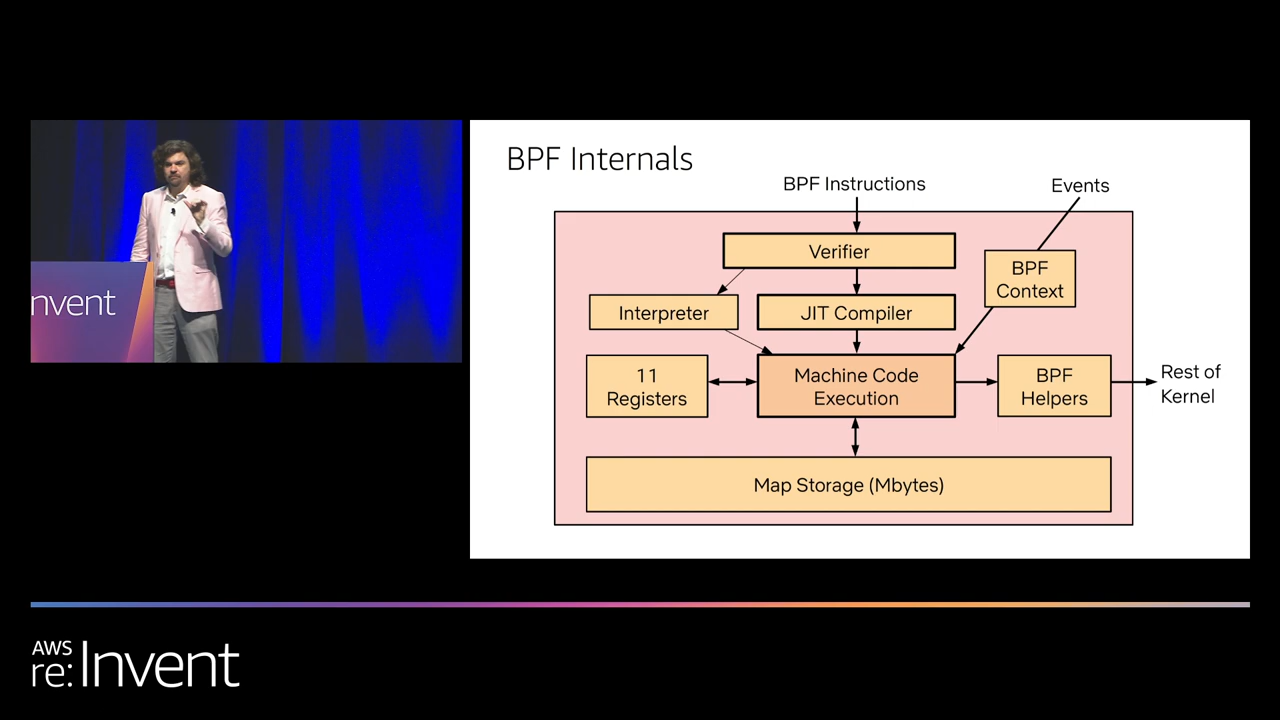 nvent
BPF Internals
BPF Instructions
Events
Verifier
BPF
Context
Interpreter
JIT Compiler
11
Registers
Machine Code
Execution
BPF
Helpers
Rest of
Kernel
Map Storage (Mbytes)
AWS
re:Invent